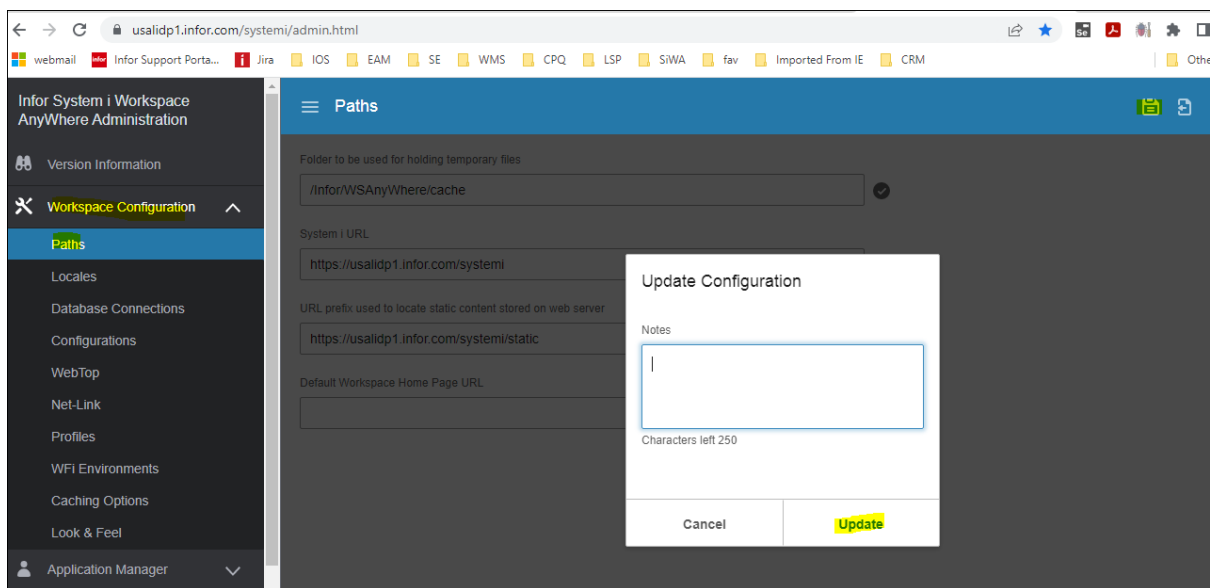 usalidp1.infor.com/systemi/admin.html
Se
webmail infor Infor Support Porta... Jira IOS EAM SE WMS CPQ LSP SiWA fav Imported From IE CRM
Infor System i Workspace
AnyWhere Administration
Paths
Version Information
Workspace Configuration
Paths
Locales
Database Connections
Configurations
WebTop
Net-Link
Profiles
WFi Environments
Caching Options
Look & Feel
Application Manager
Folder to be used for holding temporary files
/Infor/WSAnyWhere/cache
System i URL
https://usalidp1.infor.com/systemi
URL prefix used to locate static content stored on web server
https://usalidp1.infor.com/systemi/static
Default Workspace Home Page URL
Update Configuration
Notes
Characters left 250
Cancel Update